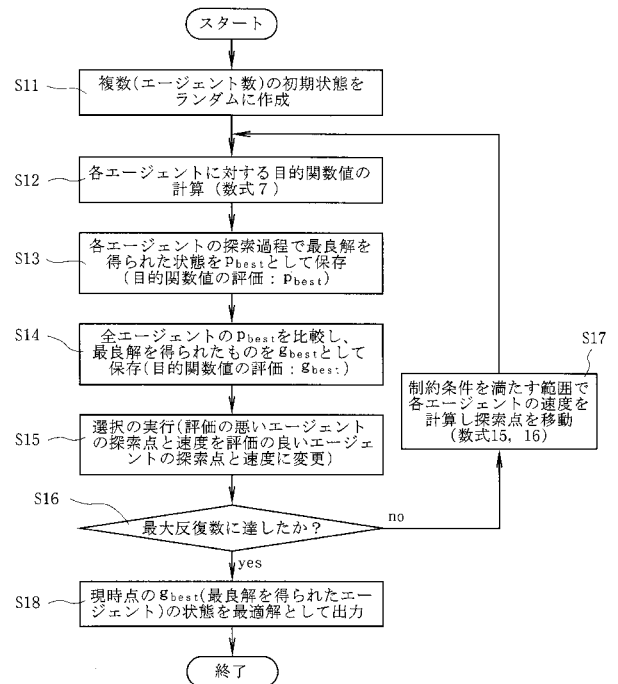 スタート
S11
複数(エージェント数)の初期状態を
ランダムに作成
S12
各エージェントに対する目的関数値の
計算 (数式7)
S13
各エージェントの探索過程で最良解を
得られた状態をpbestとして保存
(目的関数値の評価：pbest)
S14
全エージェントのpbestを比較し、
最良解を得られたものをgbestとして
保存(目的関数値の評価：gbest)
S15
選択の実行(評価の悪いエージェント
の探索点と速度を評価の良いエージェ
ントの探索点と速度に変更)
S16
最大反復数に達したか？
no
yes
S17
制約条件を満たす範囲で
各エージェントの速度を
計算し探索点を移動
(数式15, 16)
S18
現時点のgbest(最良解を得られたエー
ジェント)の状態を最適解として出力
終了